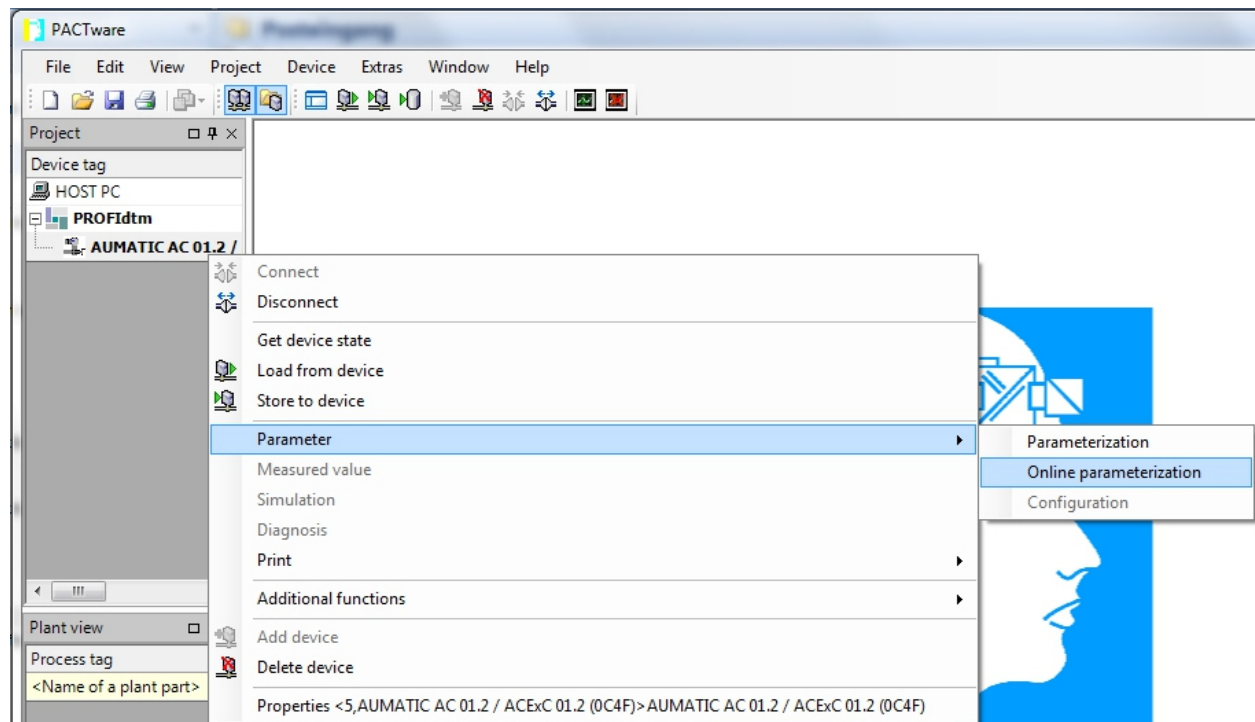 PACTware
Posteingang
File Edit View Project Device Extras Window Help
Project
Device tag
HOST PC
PROFIdtm
AUMATIC AC 01.2 /
Connect
Disconnect
Get device state
Load from device
Store to device
Parameter
Parameterization
Measured value
Online parameterization
Simulation
Configuration
Diagnosis
Print
Additional functions
Plant view
Add device
Process tag
Delete device
<Name of a plant part>
Properties <5,AUMATIC AC 01.2 / ACExC 01.2 (0C4F)>AUMATIC AC 01.2 / ACExC 01.2 (0C4F)